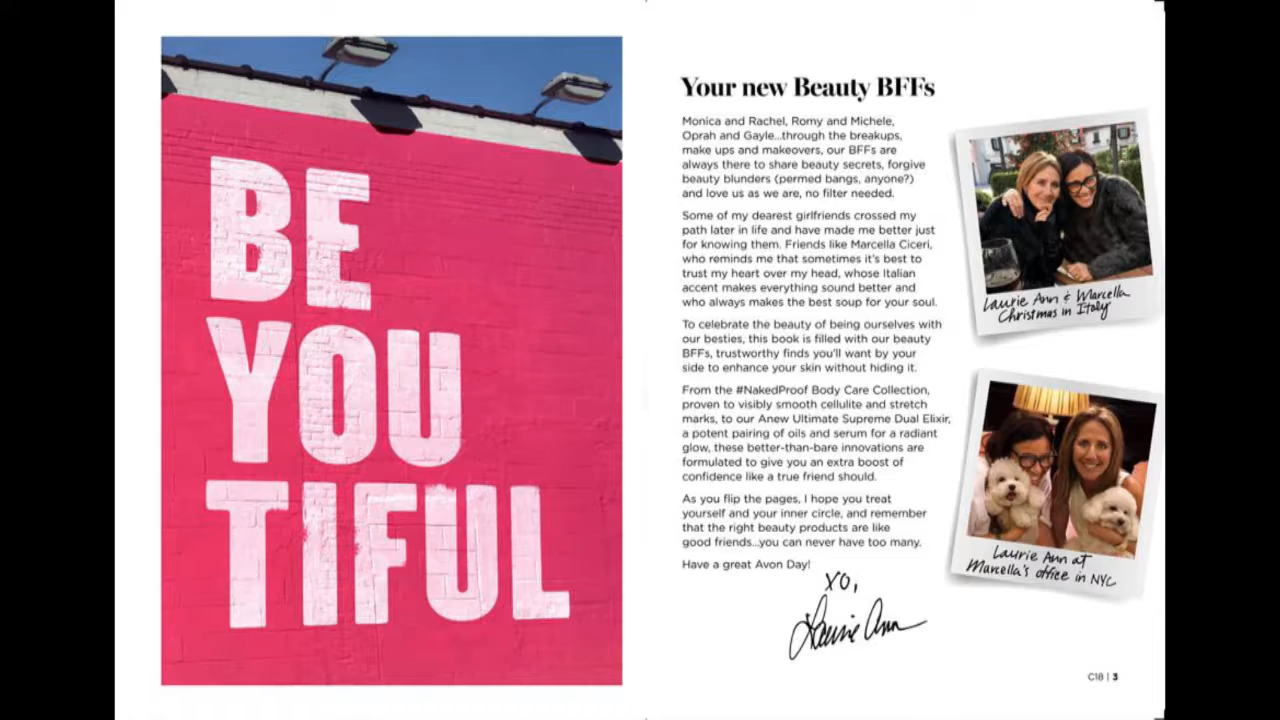 BE
YOU
TIFUL
Your new Beauty BFFs
Monica and Rachel, Romy and Michele,
Oprah and Gayle...through the breakups,
make ups and makeovers, our BFFs are
always there to share beauty secrets, forgive
beauty blunders (permed bangs, anyone?)
and love us as we are, no filter needed.
Some of my dearest girlfriends crossed my
path later in life and have made me better just
for knowing them. Friends like Marcella Ciceri,
who reminds me that sometimes it's best to
trust my heart over my head, whose Italian
accent makes everything sound better and
who always makes the best soup for your soul.
To celebrate the beauty of being ourselves with
our besties, this book is filled with our beauty
BFFs, trustworthy finds you'll want by your
side to enhance your skin without hiding it.
From the #NakedProof Body Care Collection,
proven to visibly smooth cellulite and stretch
marks, to our Anew Ultimate Supreme Dual Elixir,
a potent pairing of oils and serum for a radiant
glow, these better-than-bare innovations are
formulated to give you an extra boost of
confidence like a true friend should.
As you flip the pages, I hope you treat
yourself and your inner circle, and remember
that the right beauty products are like
good friends...you can never have too many.
Have a great Avon Day!
XO,
Laurie Ann
Laurie Ann & Marcella
Christmas in Italy
Laurie Ann at
Marcella's office in NYC
C18 | 3